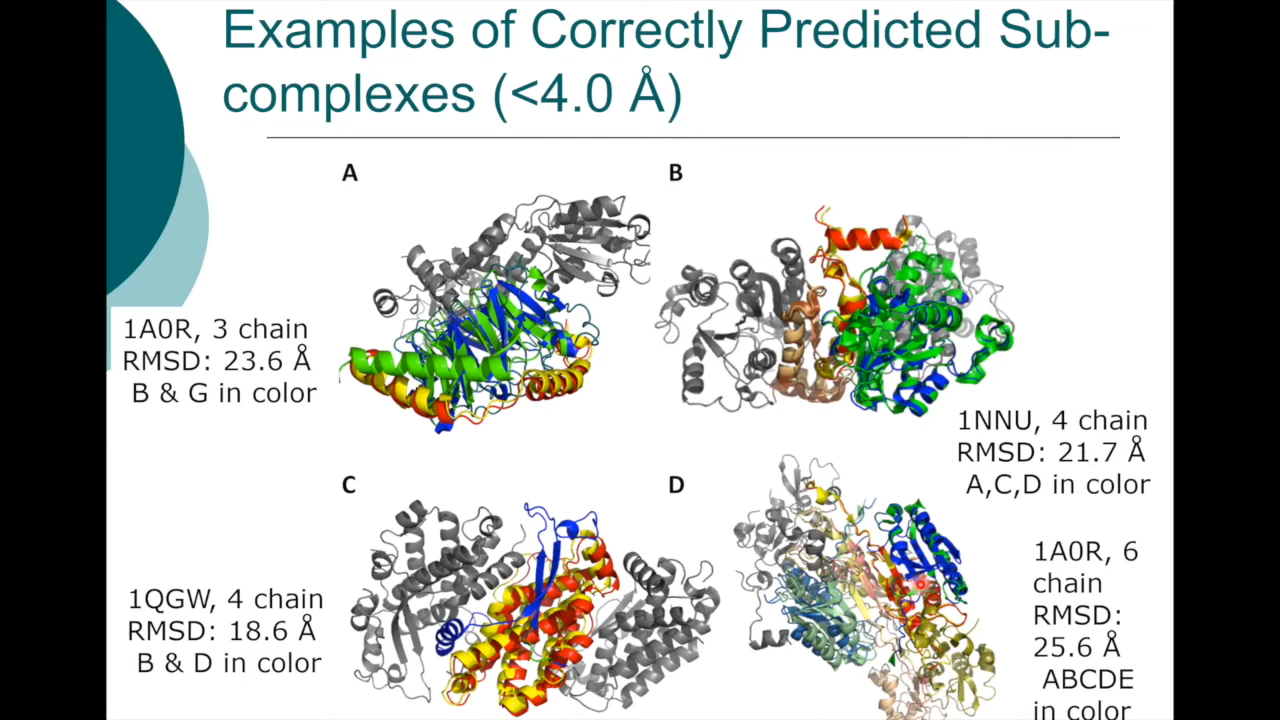 Examples of Correctly Predicted Sub-
complexes (<4.0 Å)
A
B
1A0R, 3 chain
RMSD: 23.6 Å
B & G in color
1NNU, 4 chain
RMSD: 21.7 Å
A,C,D in color
C
D
1QGW, 4 chain
RMSD: 18.6 Å
B & D in color
1A0R, 6
chain
RMSD:
25.6 Å
ABCDE
in color